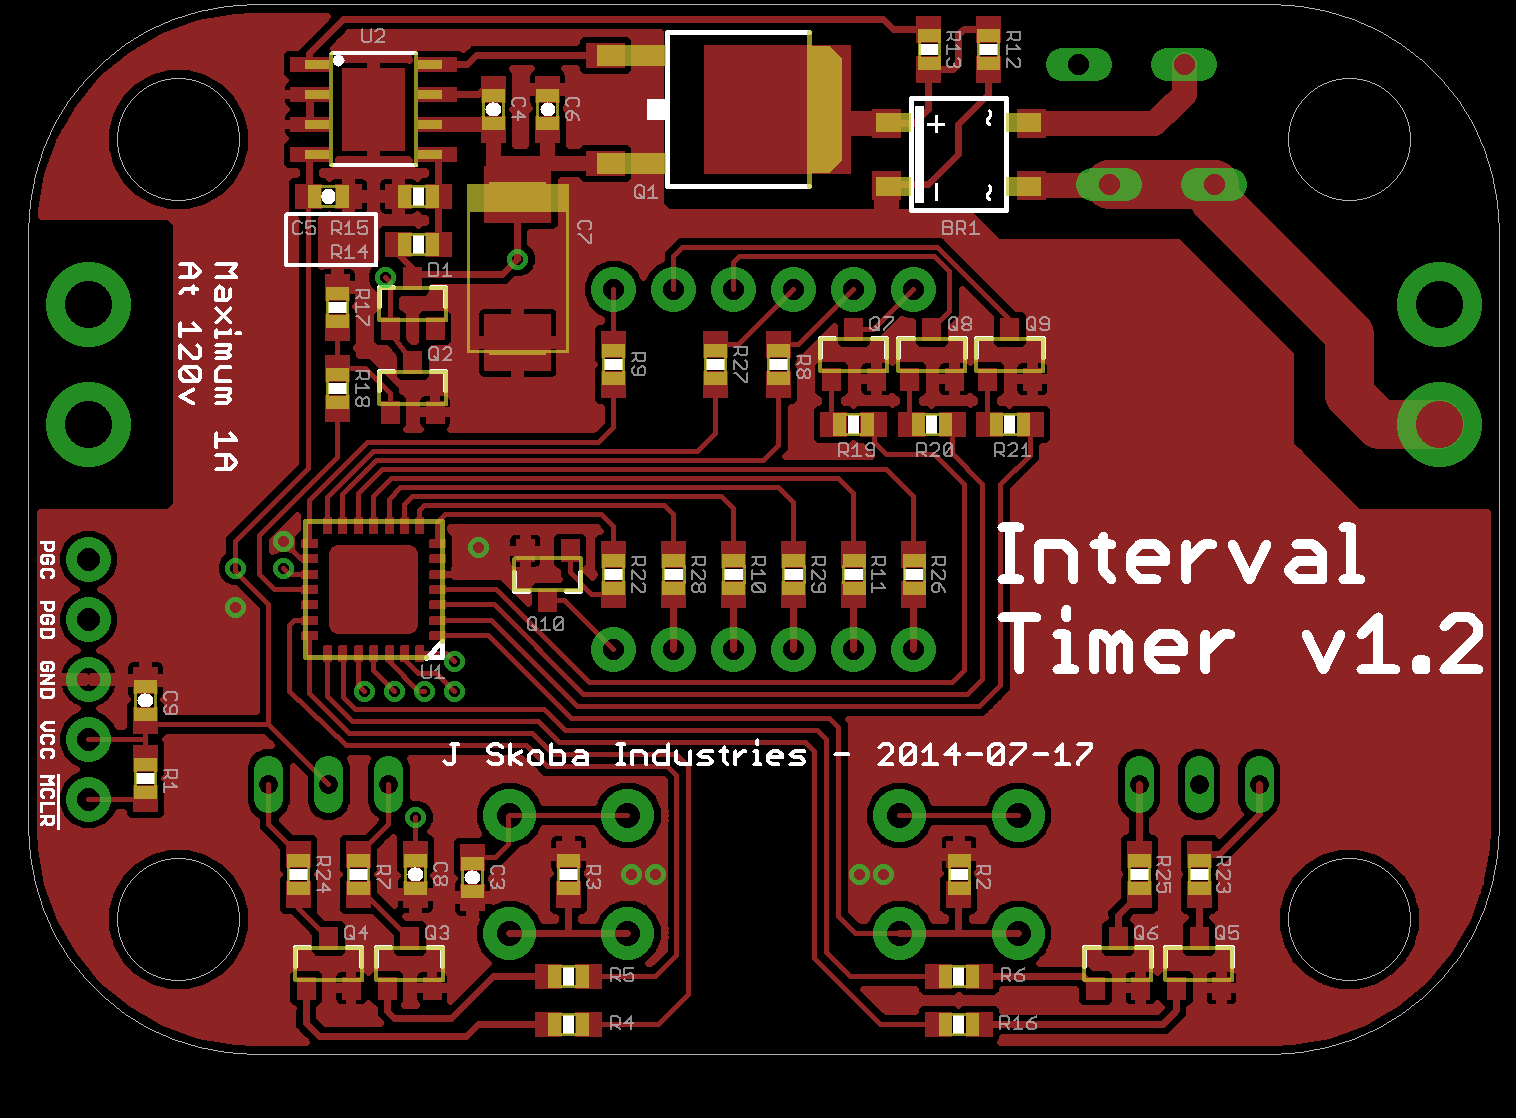 U2
R13
R12
C4
C6
+
~
Q1
-
~
BR1
C5
R15
R14
C7
D1
Maximum 1A
At 120v
R17
Q7
Q8
Q9
Q2
R9
R27
R8
R18
R19
R20
R21
PGC
PGD
GND
VCC
MCLR
Interval
Timer v1.2
R22
R28
R10
R29
R11
R26
Q10
U1
C9
R1
J Skoba Industries - 2014-07-17
R24
R7
C8
C3
R3
R2
R25
R23
Q4
Q3
Q6
Q5
R5
R6
R4
R16